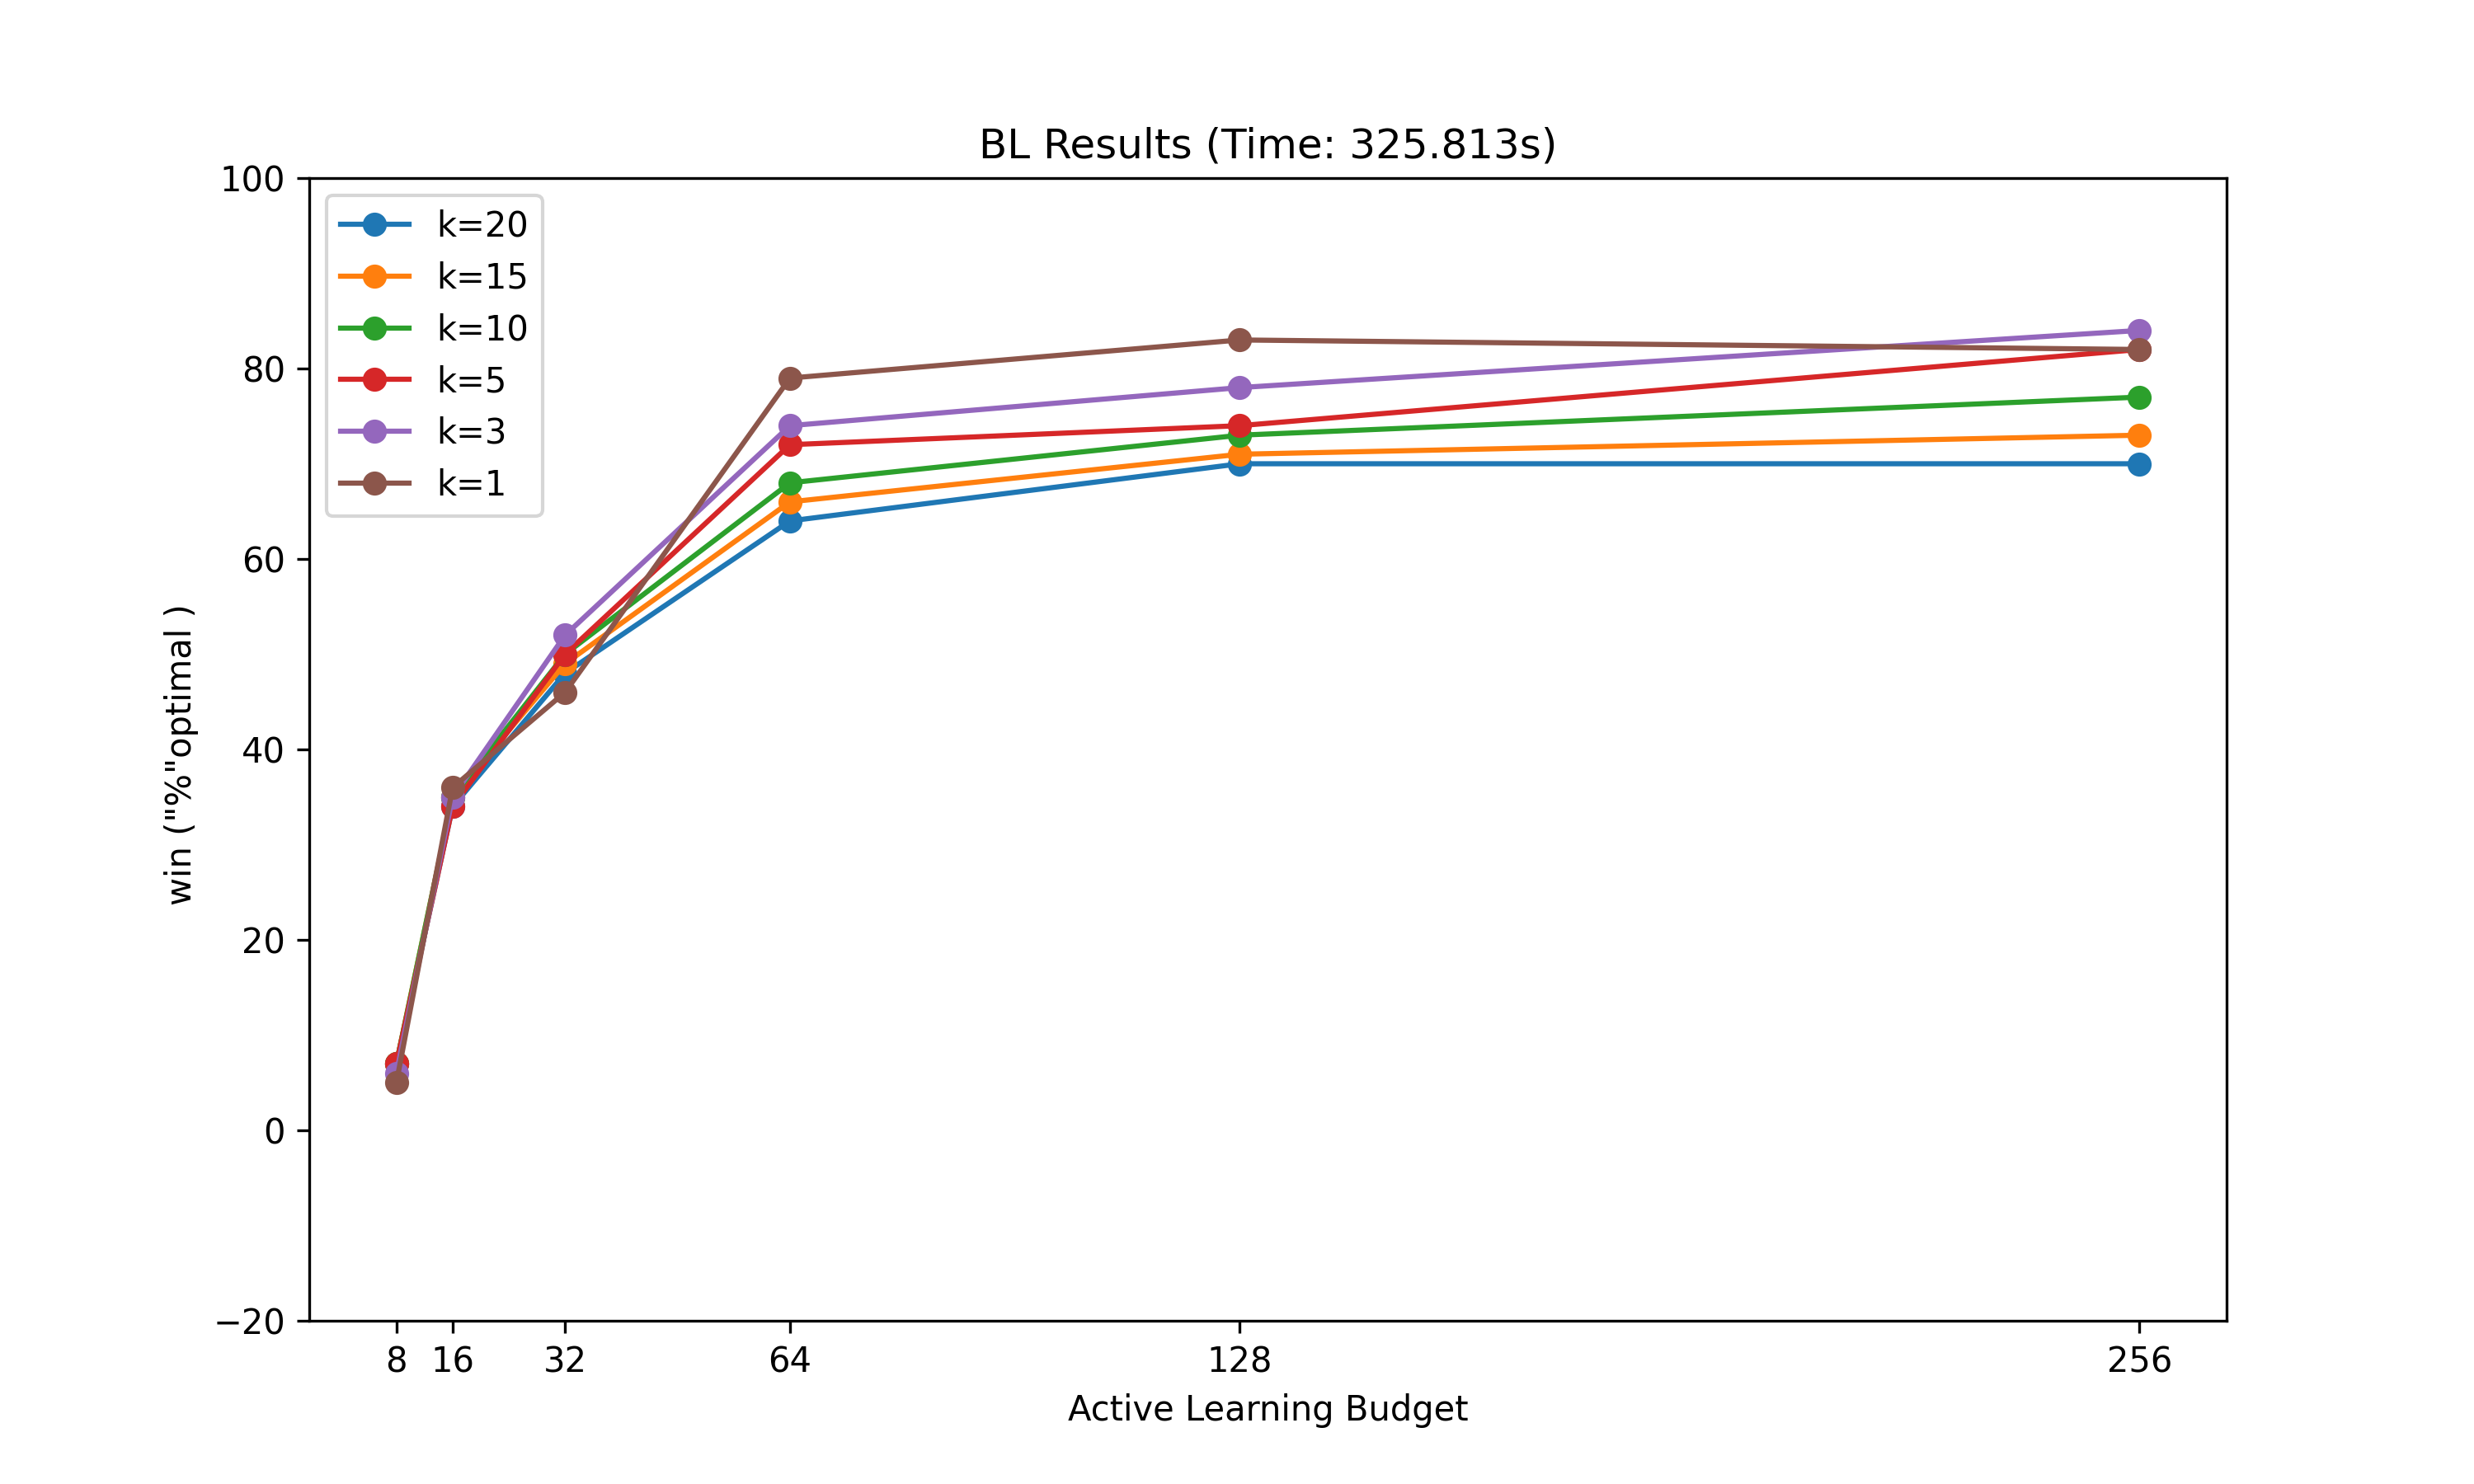 BL Results (Time: 325.813s)
100
80
60
40
20
0
−20
win ("%"optimal )
k=20
k=15
k=10
k=5
k=3
k=1
8 16 32 64 128 256
Active Learning Budget